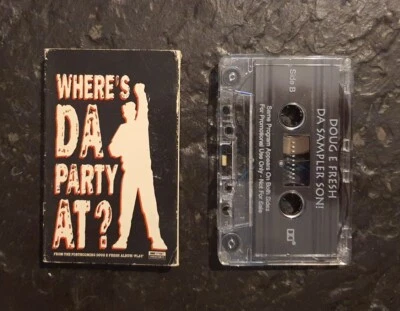 WHERE'S
DA
PARTY
AT?
FROM THE FORTHCOMING DOUG E FRESH ALBUM "PLAY"
Side B
DOUG E FRESH
DA SAMPLER SON!
Same Program Appears On Both Sides
For Promotional Use Only - Not For Sale